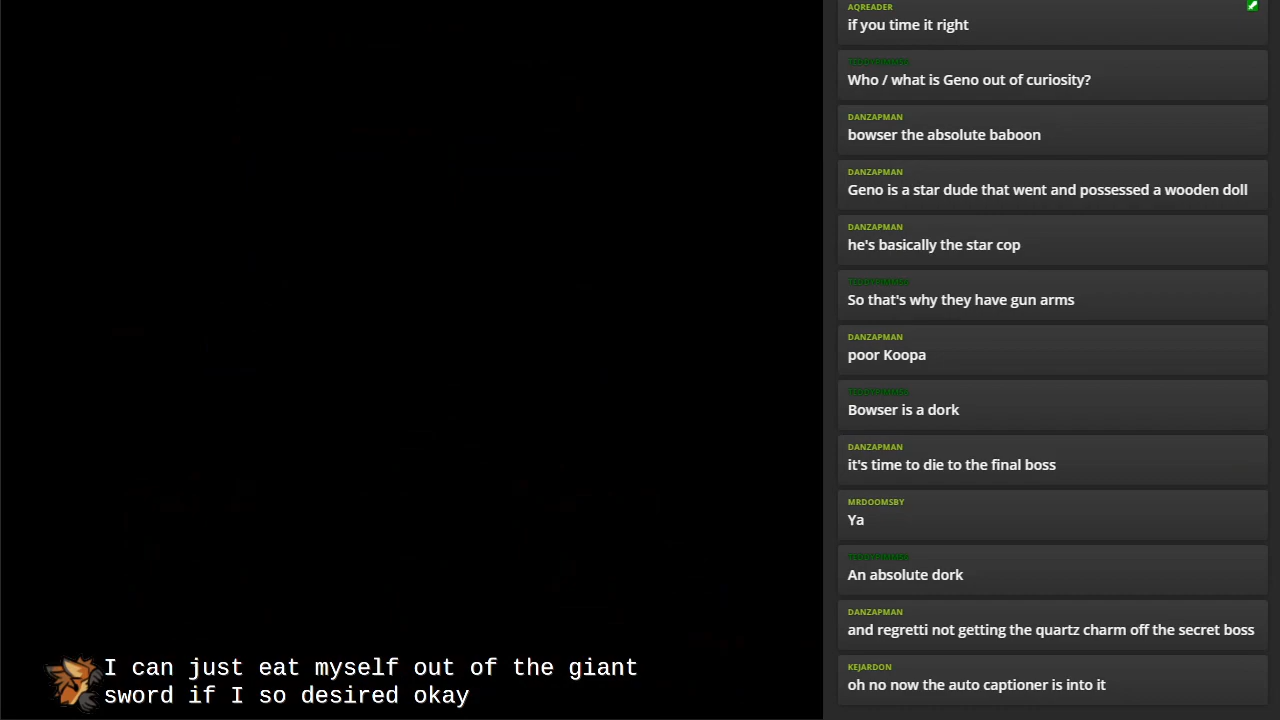 AQREADER
if you time it right
Who / what is Geno out of curiosity?
DANZAPMAN
bowser the absolute baboon
DANZAPMAN
Geno is a star dude that went and possessed a wooden doll
DANZAPMAN
he's basically the star cop
So that's why they have gun arms
DANZAPMAN
poor Koopa
Bowser is a dork
DANZAPMAN
it's time to die to the final boss
MRDOOMSBY
Ya
An absolute dork
DANZAPMAN
and regretti not getting the quartz charm off the secret boss
KEJARDON
oh no now the auto captioner is into it
I can just eat myself out of the giant
sword if I so desired okay